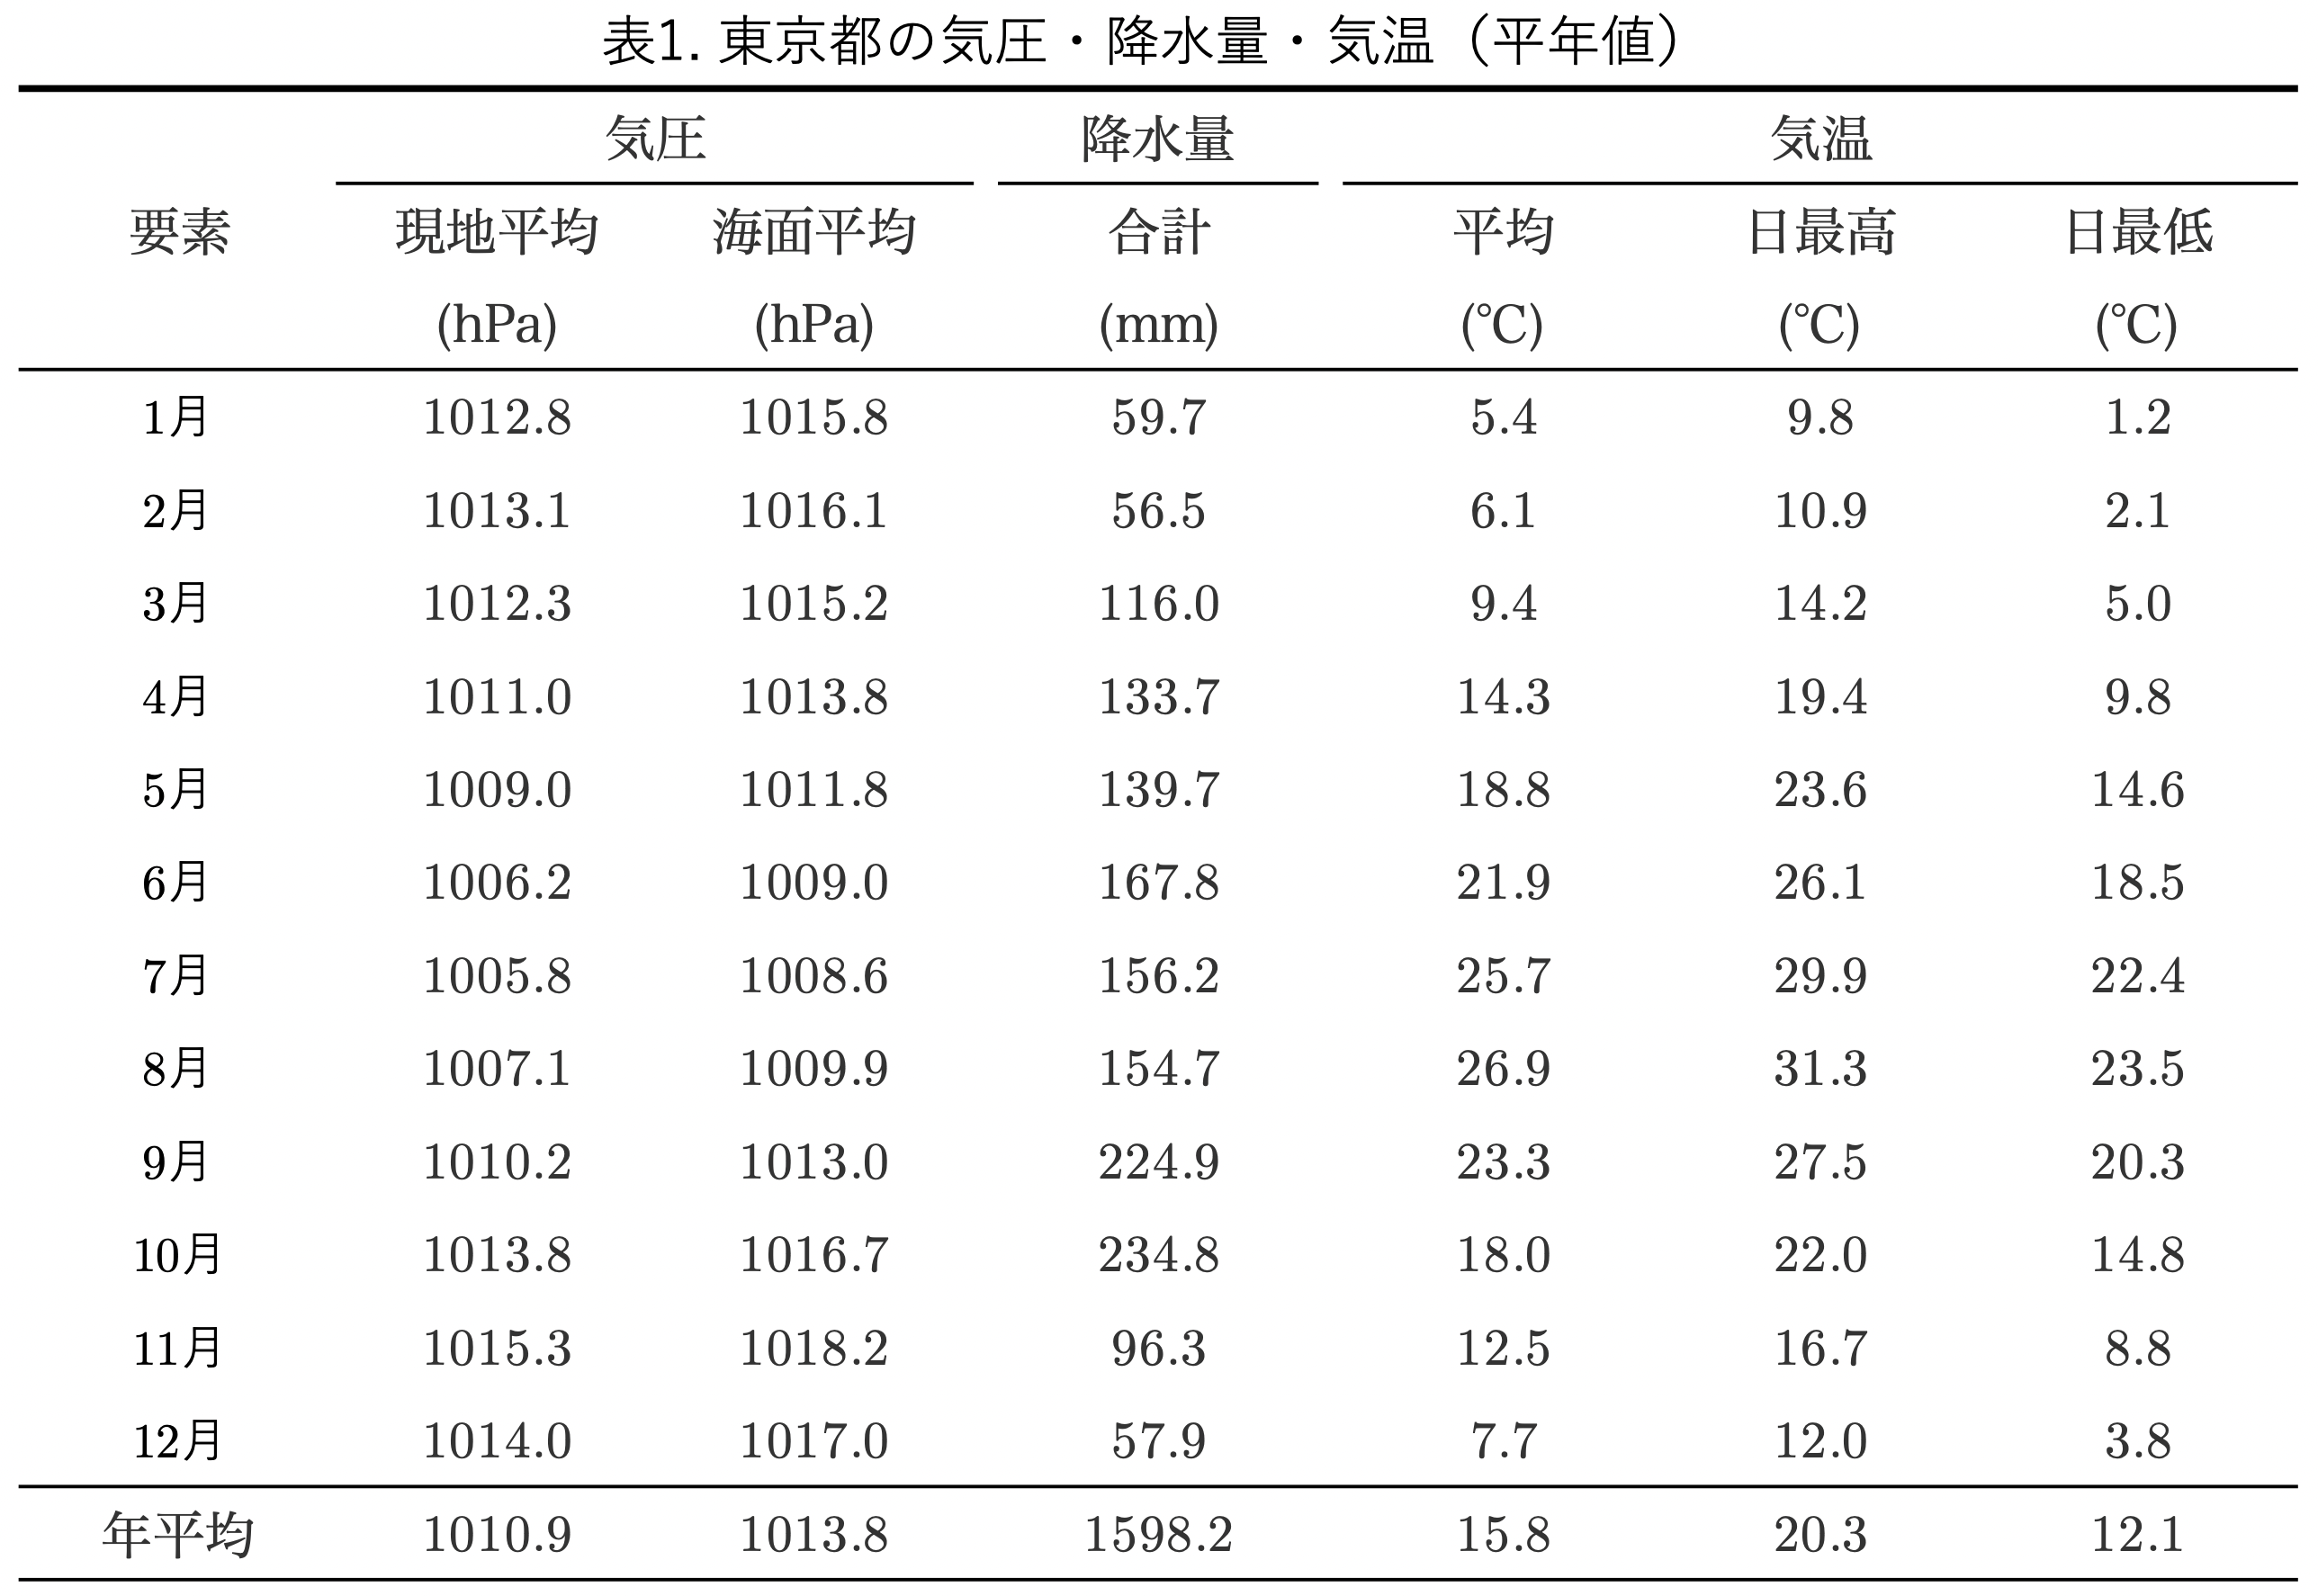 表1. 東京都の気圧・降水量・気温（平年値）
気圧 降水量 気温
要素 現地平均 海面平均 合計 平均 日最高 日最低
(hPa) (hPa) (mm) (℃) (℃) (℃)
1月 1012.8 1015.8 59.7 5.4 9.8 1.2
2月 1013.1 1016.1 56.5 6.1 10.9 2.1
3月 1012.3 1015.2 116.0 9.4 14.2 5.0
4月 1011.0 1013.8 133.7 14.3 19.4 9.8
5月 1009.0 1011.8 139.7 18.8 23.6 14.6
6月 1006.2 1009.0 167.8 21.9 26.1 18.5
7月 1005.8 1008.6 156.2 25.7 29.9 22.4
8月 1007.1 1009.9 154.7 26.9 31.3 23.5
9月 1010.2 1013.0 224.9 23.3 27.5 20.3
10月 1013.8 1016.7 234.8 18.0 22.0 14.8
11月 1015.3 1018.2 96.3 12.5 16.7 8.8
12月 1014.0 1017.0 57.9 7.7 12.0 3.8
年平均 1010.9 1013.8 1598.2 15.8 20.3 12.1